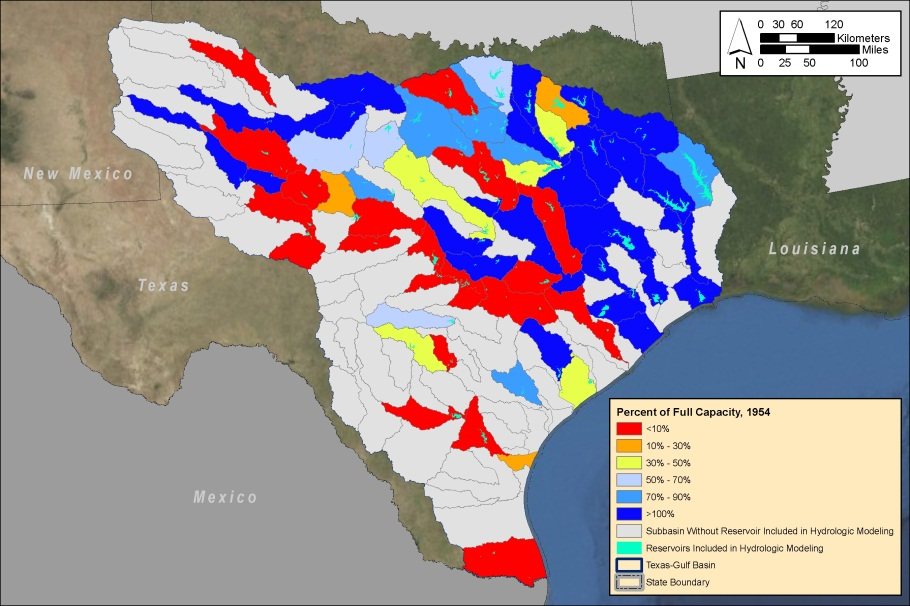 0 30 60 120
Kilometers
Miles
0 25 50 100
N
New Mexico
Texas
Louisiana
Mexico
Percent of Full Capacity, 1954
<10%
10% - 30%
30% - 50%
50% - 70%
70% - 90%
>100%
Subbasin Without Reservoir Included in Hydrologic Modeling
Reservoirs Included in Hydrologic Modeling
Texas-Gulf Basin
State Boundary